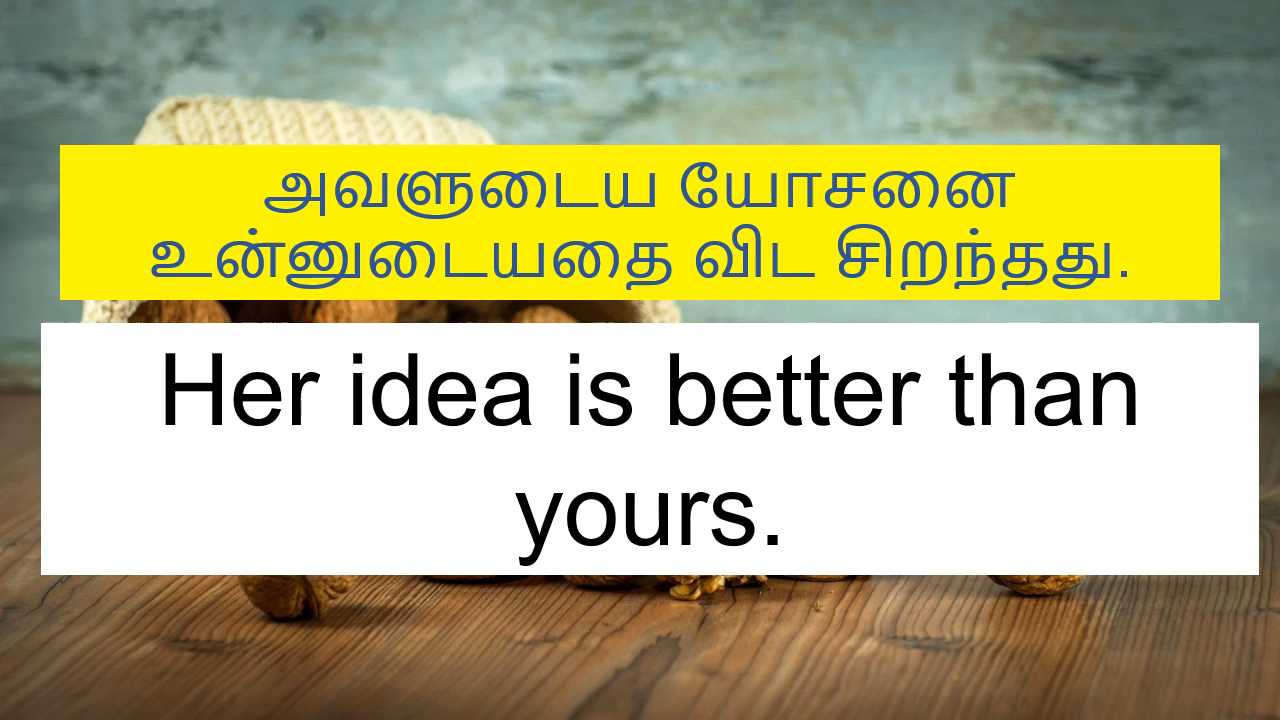 அவளுடைய யோசனை
உன்னுடையதை விட சிறந்தது.
Her idea is better than
yours.